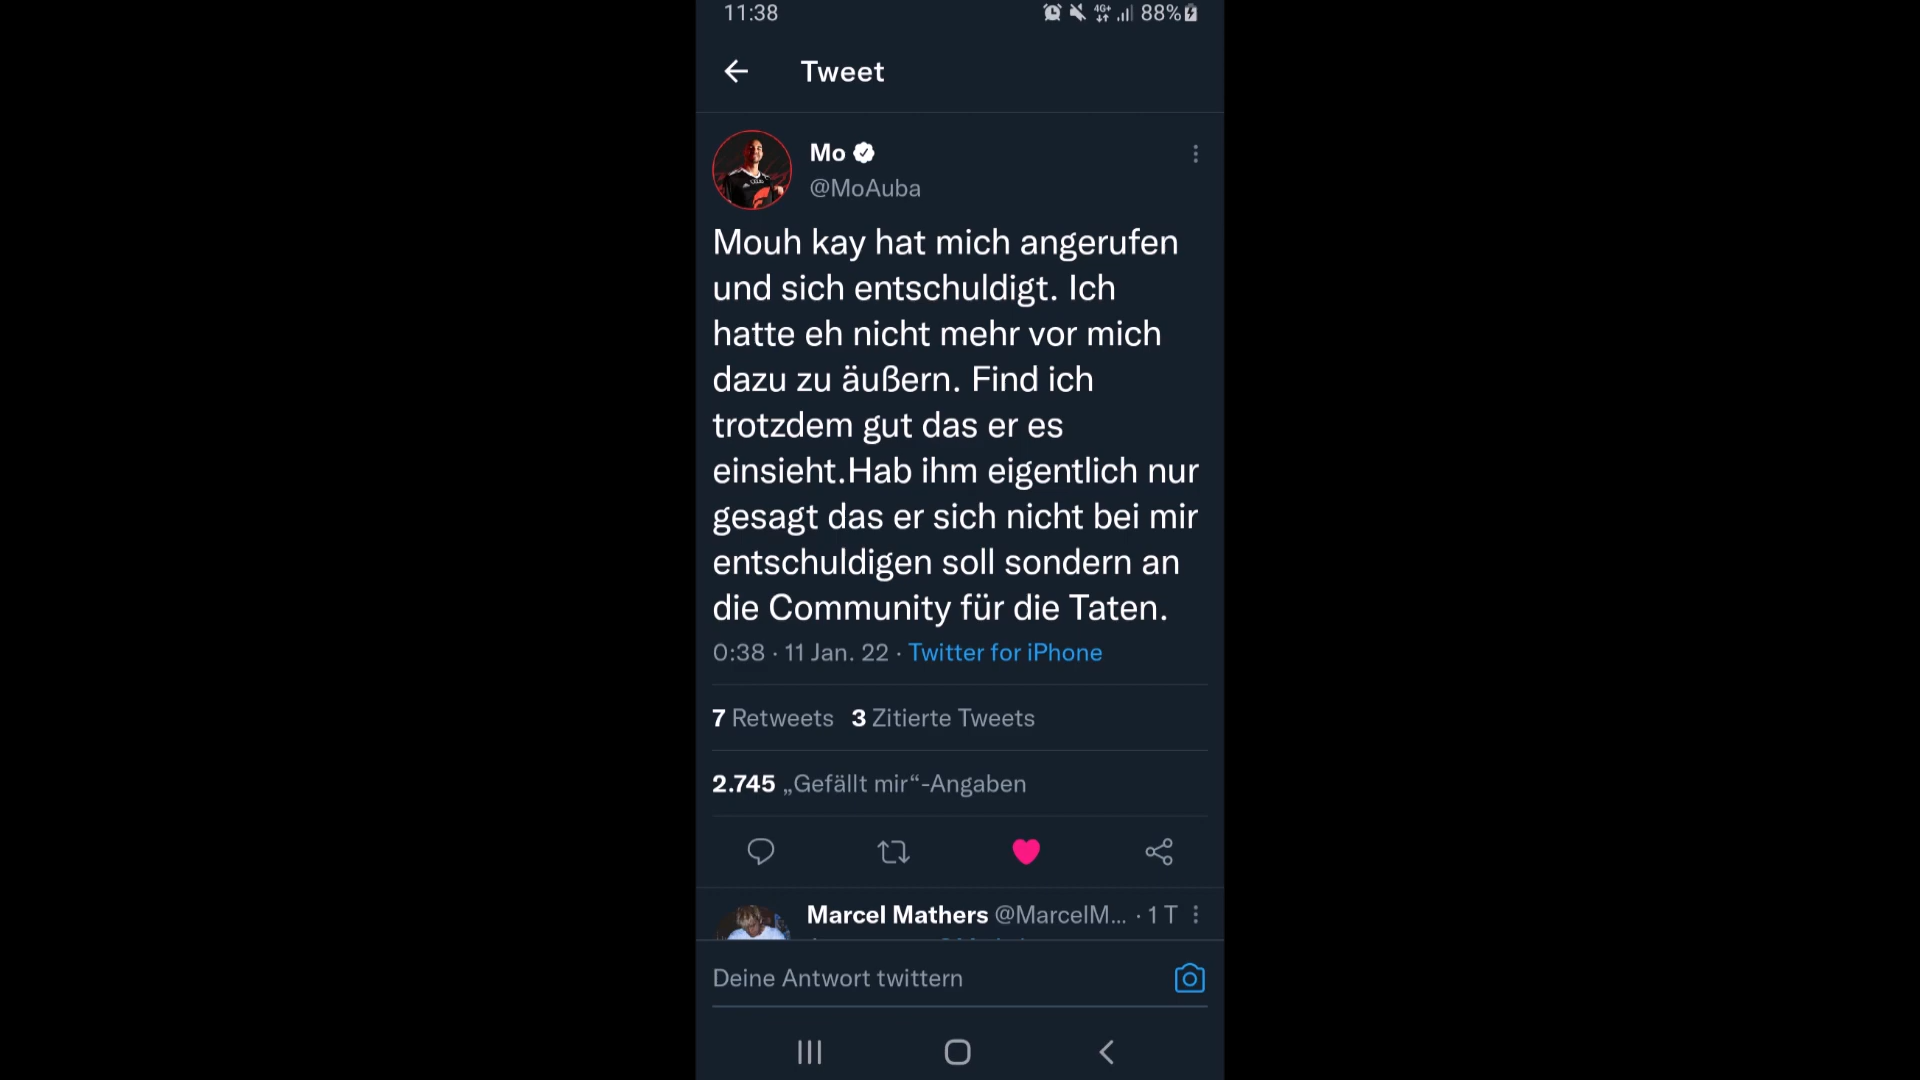 11:38
4G+ 88%
Tweet
Mo
@MoAuba
Mouh kay hat mich angerufen
und sich entschuldigt. Ich
hatte eh nicht mehr vor mich
dazu zu äußern. Find ich
trotzdem gut das er es
einsieht.Hab ihm eigentlich nur
gesagt das er sich nicht bei mir
entschuldigen soll sondern an
die Community für die Taten.
0:38 · 11 Jan. 22 · Twitter for iPhone
7 Retweets 3 Zitierte Tweets
2.745 „Gefällt mir“-Angaben
Marcel Mathers @MarcelM... · 1 T
Deine Antwort twittern